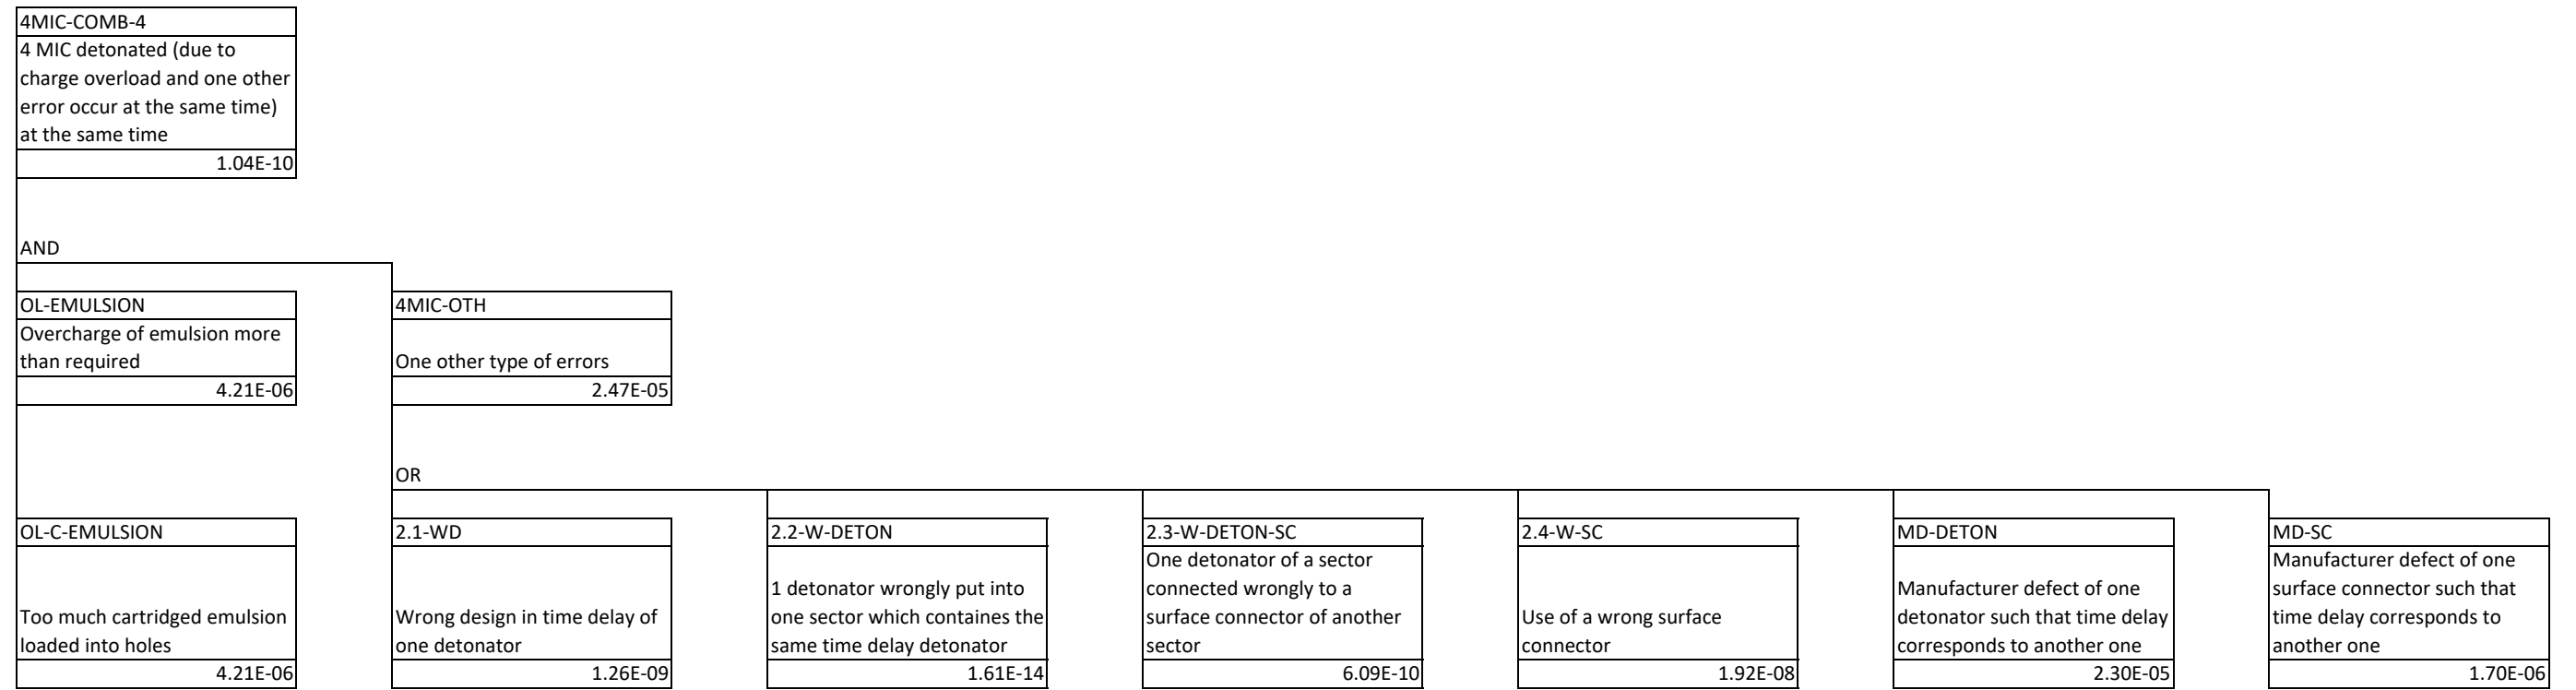 4MIC-COMB-4
4 MIC detonated (due to
charge overload and one other
error occur at the same time)
at the same time
1.04E-10
AND
OL-EMULSION
Overcharge of emulsion more
than required
4.21E-06
4MIC-OTH
One other type of errors
2.47E-05
OR
OL-C-EMULSION
Too much cartridged emulsion
loaded into holes
4.21E-06
2.1-WD
Wrong design in time delay of
one detonator
1.26E-09
2.2-W-DETON
1 detonator wrongly put into
one sector which containes the
same time delay detonator
1.61E-14
2.3-W-DETON-SC
One detonator of a sector
connected wrongly to a
surface connector of another
sector
6.09E-10
2.4-W-SC
Use of a wrong surface
connector
1.92E-08
MD-DETON
Manufacturer defect of one
detonator such that time delay
corresponds to another one
2.30E-05
MD-SC
Manufacturer defect of one
surface connector such that
time delay corresponds to
another one
1.70E-06